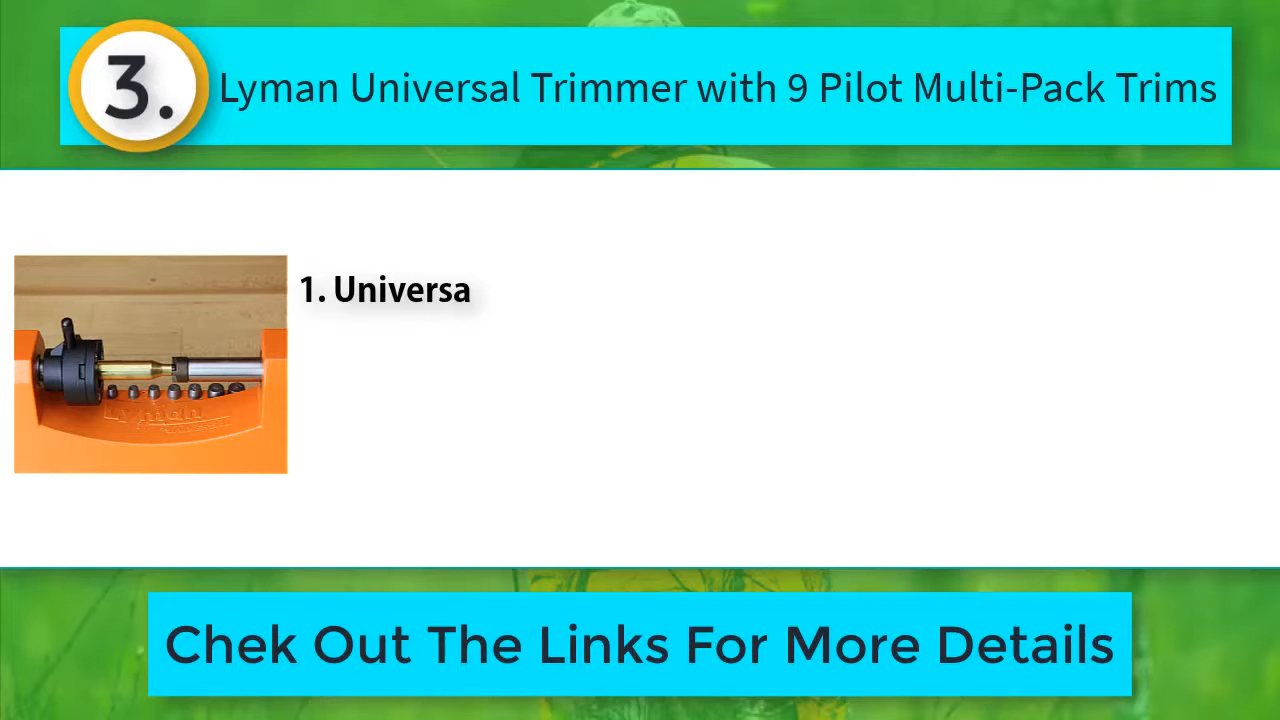 3.
Lyman Universal Trimmer with 9 Pilot Multi-Pack Trims
1. Universa
Lyman
Chek Out The Links For More Details